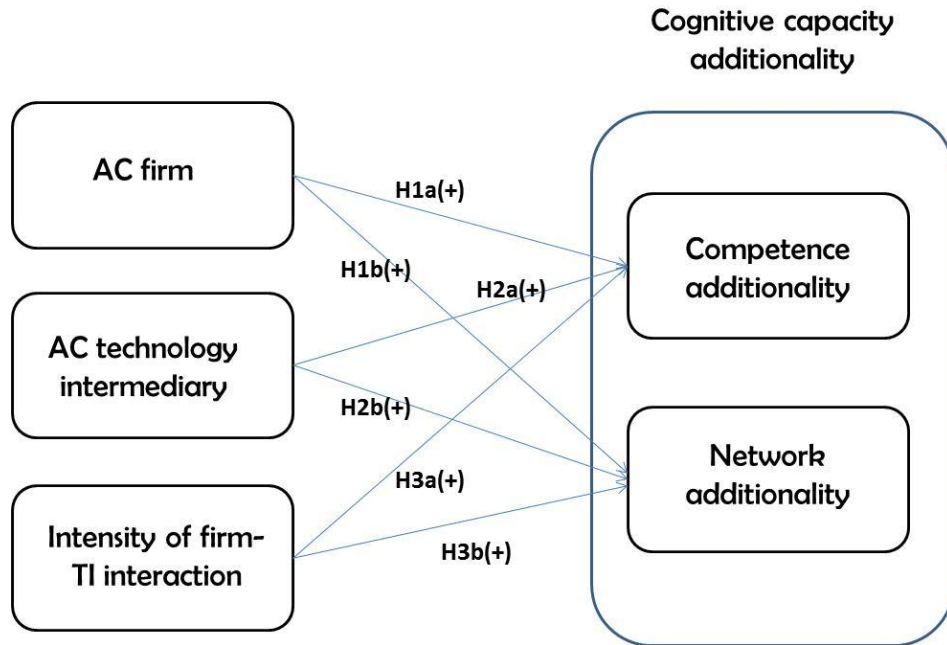 Cognitive capacity
additionality
AC firm
H1a(+)
Competence
additionality
H1b(+)
H2a(+)
AC technology
intermediary
H2b(+)
Network
additionality
H3a(+)
Intensity of firm-
TI interaction
H3b(+)